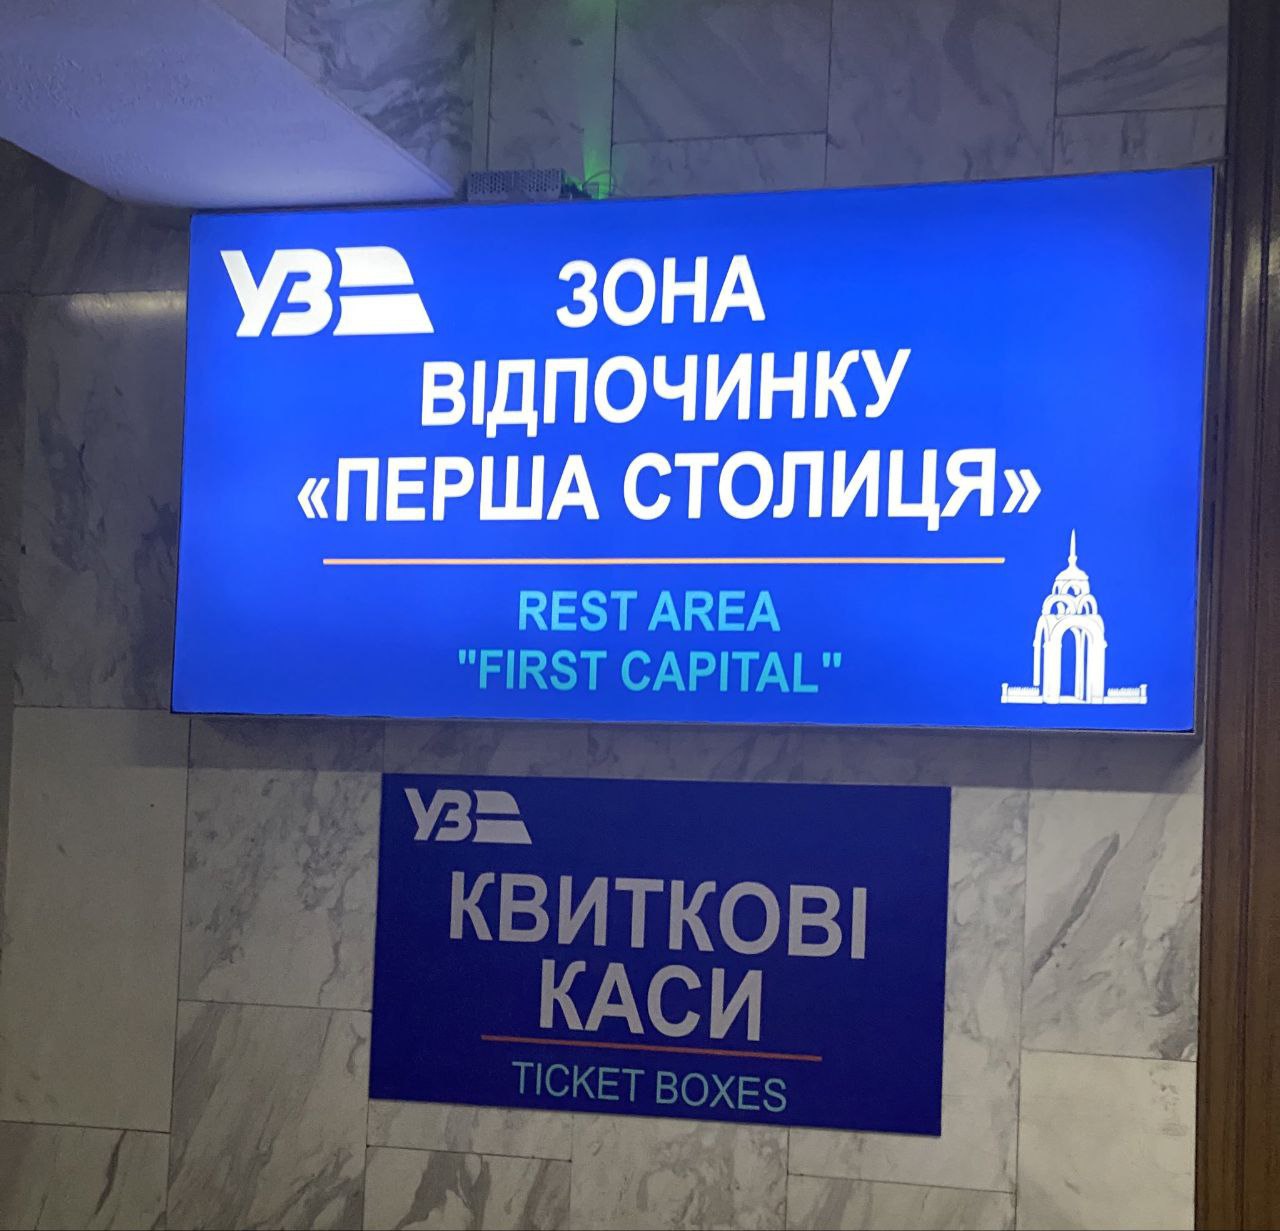 УЗ
ЗОНА
ВІДПОЧИНКУ
«ПЕРША СТОЛИЦЯ»
REST AREA
"FIRST CAPITAL"
УЗ
КВИТКОВІ
КАСИ
TICKET BOXES